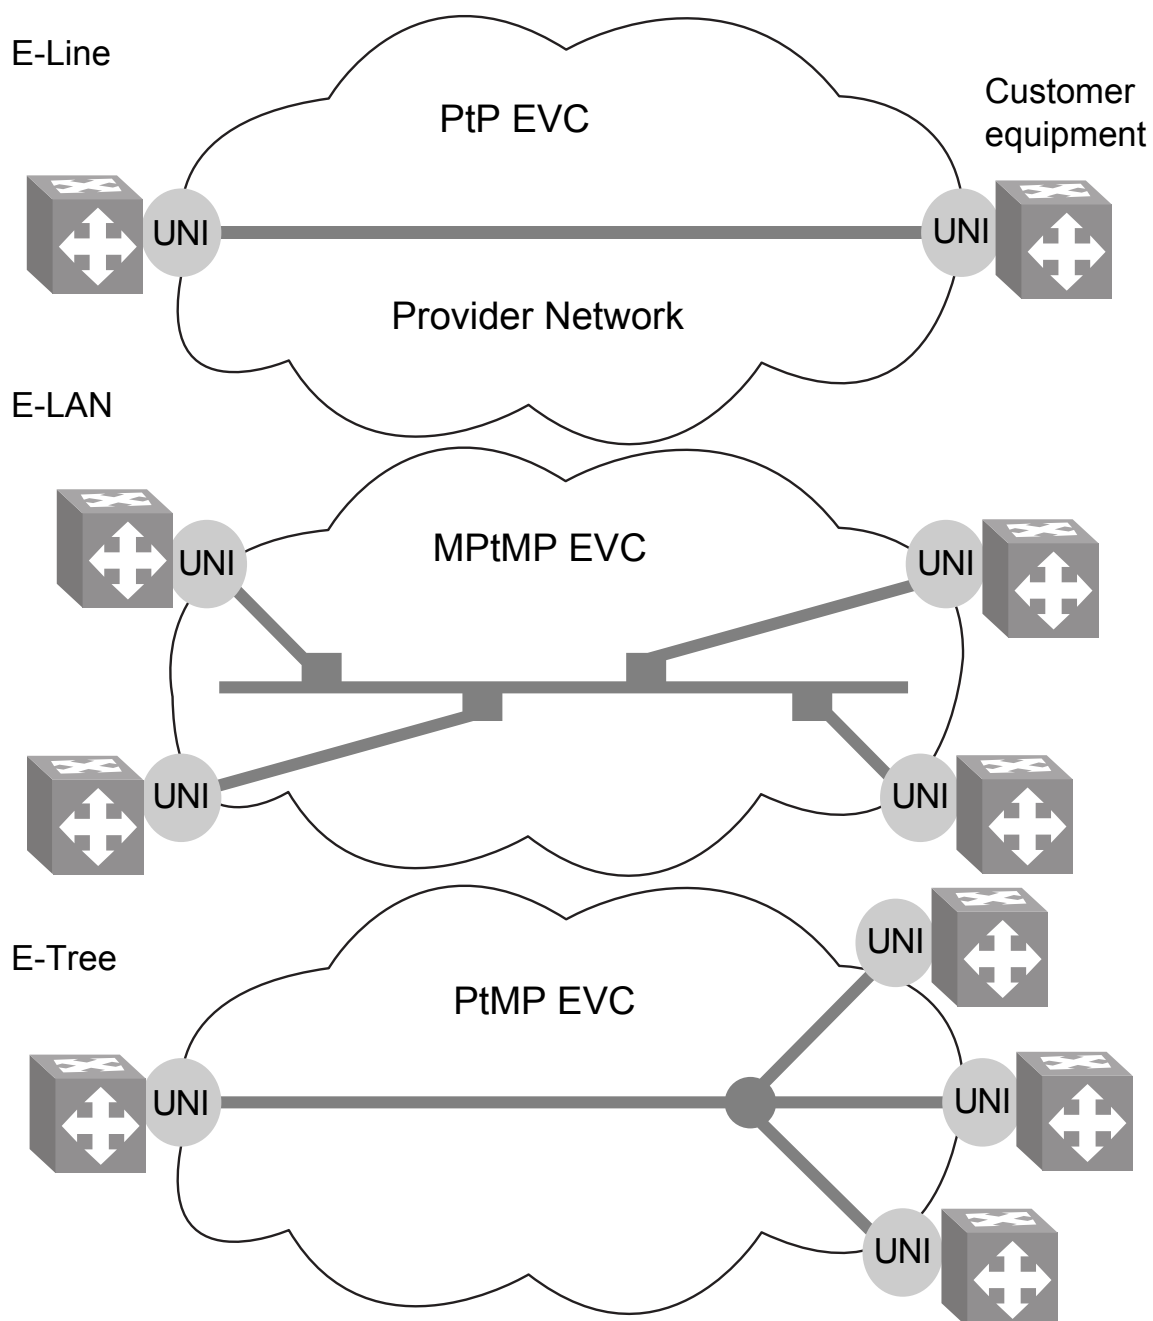 E-Line
PtP EVC
Customer
equipment
UNI
UNI
Provider Network
E-LAN
MPtMP EVC
UNI
UNI
UNI
UNI
E-Tree
UNI
PtMP EVC
UNI
UNI
UNI